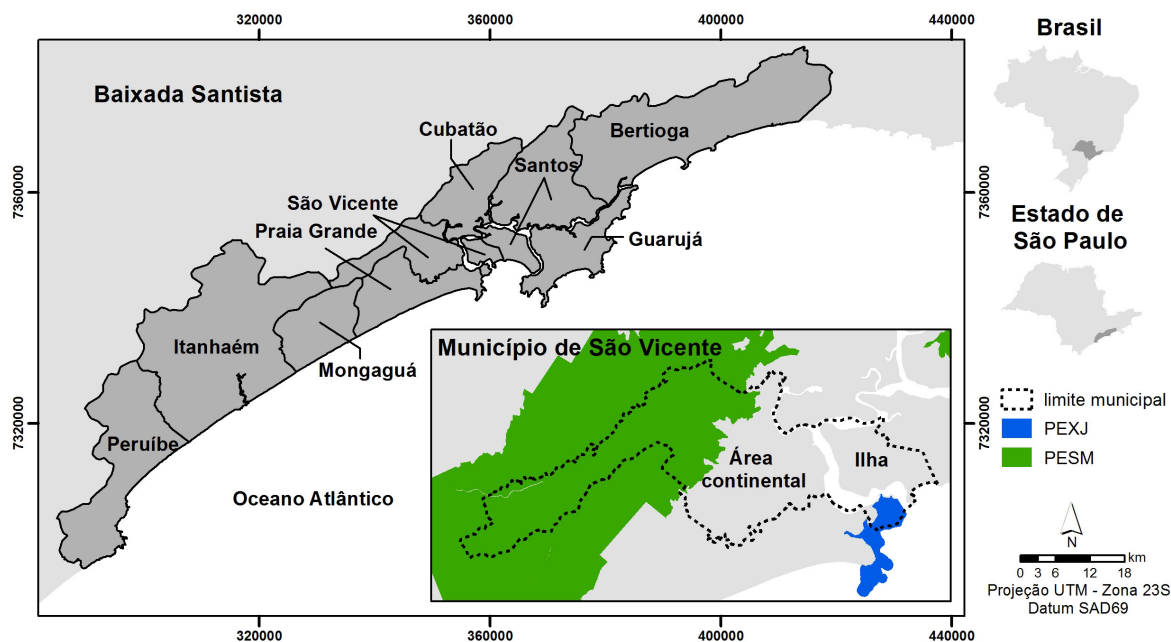 320000
360000
400000
440000
Baixada Santista
Cubatão
Bertioga
Santos
São Vicente
Praia Grande
Guarujá
Itanhaém
Mongaguá
Peruíbe
Oceano Atlântico
7360000
7320000
7360000
7320000
320000
360000
400000
440000
Município de São Vicente
Área
continental
Ilha
Brasil
Estado de
São Paulo
limite municipal
PEXJ
PESM
N
km
0 3 6 12 18
Projeção UTM - Zona 23S
Datum SAD69